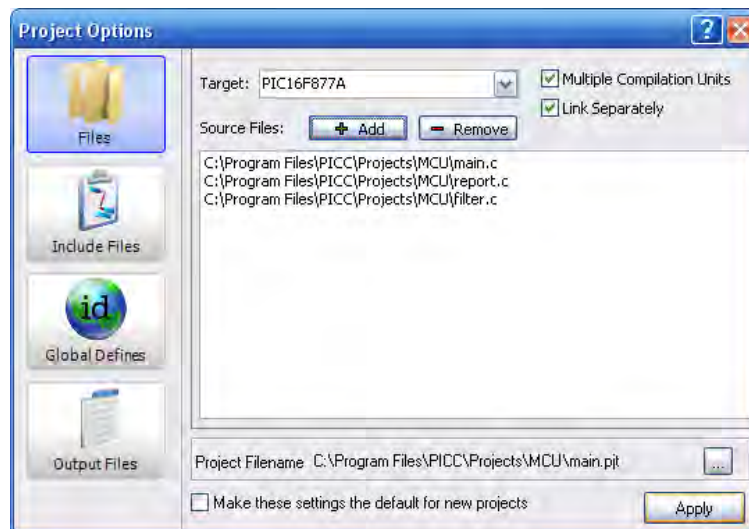 Project Options
Files
Include Files
id
Global Defines
Output Files
Target: PIC16F877A
Multiple Compilation Units
Link Separately
Source Files: Add Remove
C:\Program Files\PICC\Projects\MCU\main.c
C:\Program Files\PICC\Projects\MCU\report.c
C:\Program Files\PICC\Projects\MCU\filter.c
Project Filename C:\Program Files\PICC\Projects\MCU\main.pjt ...
Make these settings the default for new projects
Apply